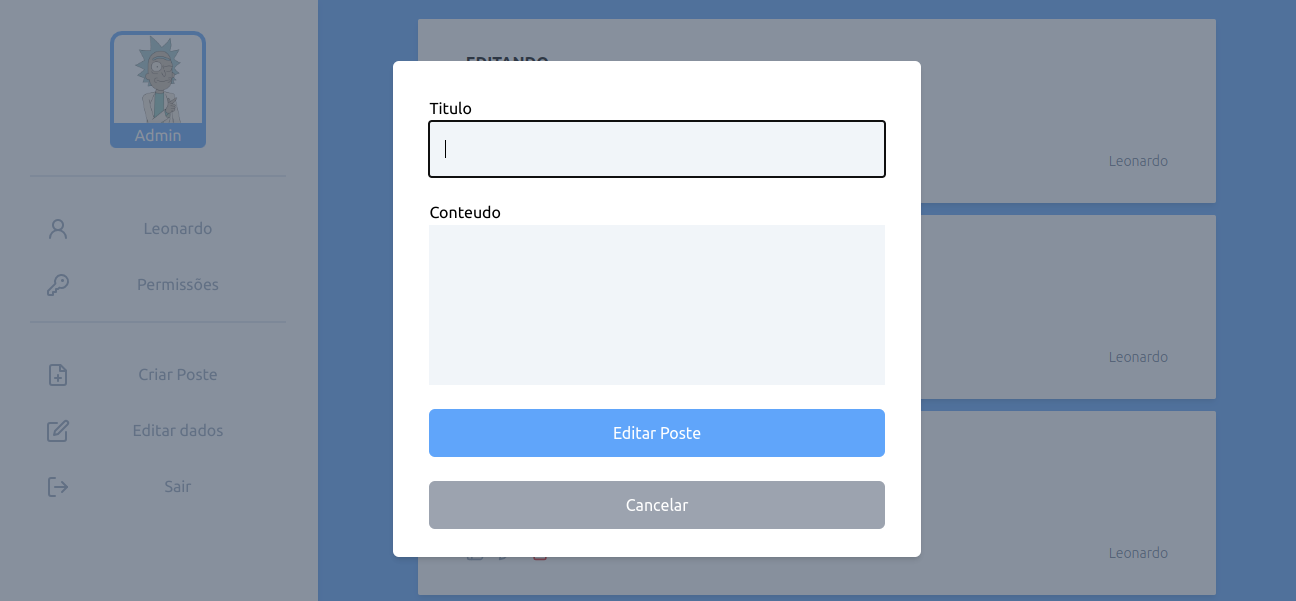 Admin
Leonardo
Permissões
Criar Poste
Editar dados
Sair
EDITANDO
Titulo
Conteudo
Editar Poste
Cancelar
Leonardo
Leonardo
Leonardo